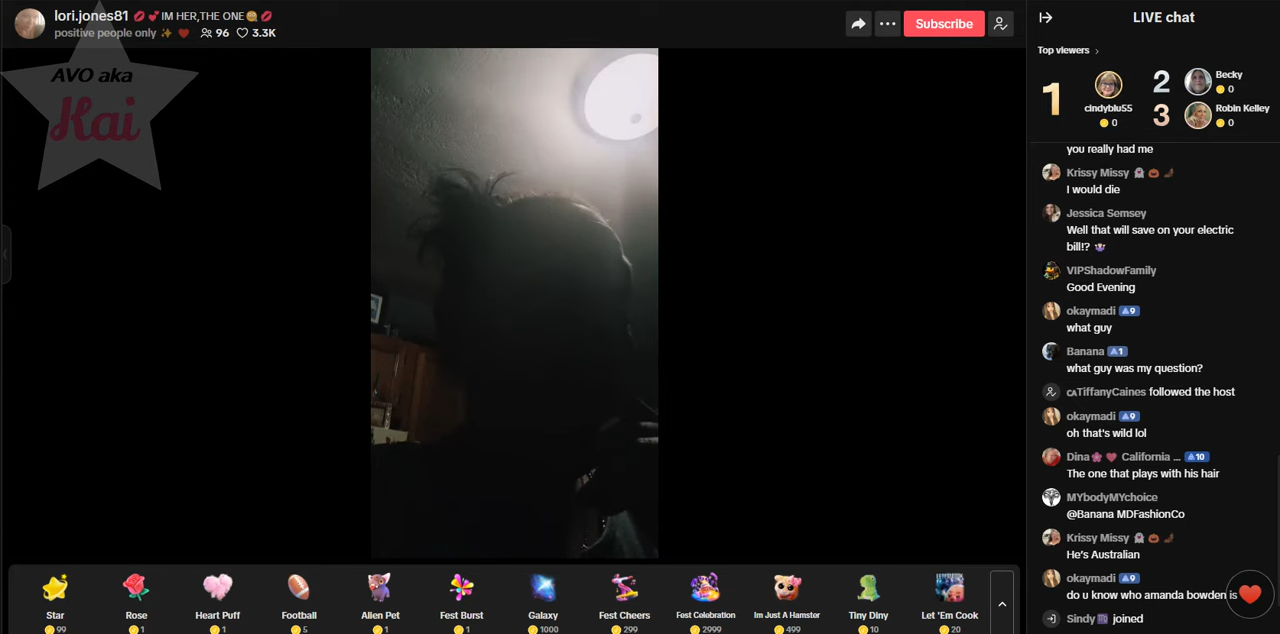 lori.jones81 💋💕IM HER,THE ONE🤐💋
positive people only ✨ ❤️ 96 3.3K
Subscribe
AVO aka
Kai
LIVE chat
Top viewers >
1
cindyblu55
0
2
Becky
0
3
Robin Kelley
0
you really had me
Krissy Missy 👻 🎃
I would die
Jessica Semsey
Well that will save on your electric
bill!?
VIPShadowFamily
Good Evening
okaymadi 9
what guy
Banana 1
what guy was my question?
cᴀTiffanyCaines followed the host
okaymadi 9
oh that's wild lol
Dina🌸 ❤️ California ... 10
The one that plays with his hair
MYbodyMYchoice
@Banana MDFashionCo
Krissy Missy 👻 🎃
He's Australian
okaymadi 9
do u know who amanda bowden is
Sindy joined
Star Rose Heart Puff Football Alien Pet Fest Burst Galaxy Fest Cheers Fest Celebration Im Just A Hamstor Tiny Diny Let 'Em Cook
99 1 1 5 1 1 1000 299 2999 499 10 20